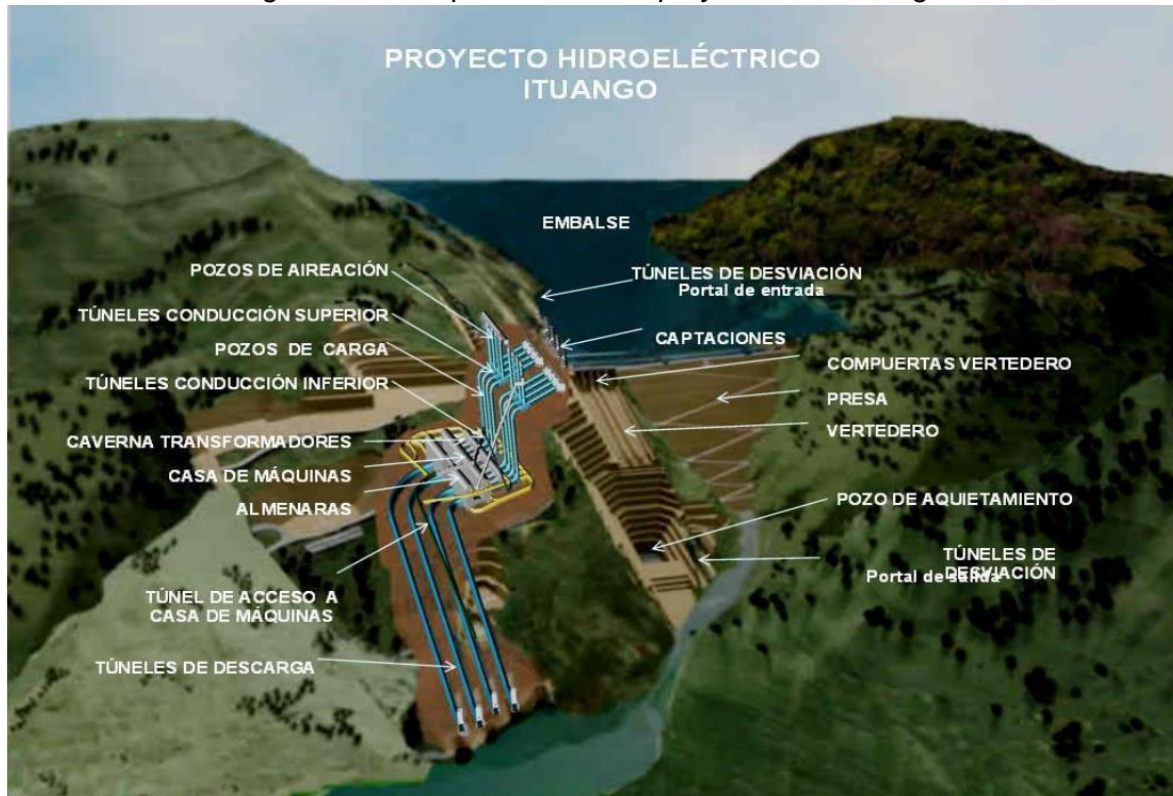 PROYECTO HIDROELÉCTRICO
ITUANGO
EMBALSE
POZOS DE AIREACIÓN
TÚNELES DE DESVIACIÓN
Portal de entrada
TÚNELES CONDUCCIÓN SUPERIOR
CAPTACIONES
POZOS DE CARGA
COMPUERTAS VERTEDERO
TÚNELES CONDUCCIÓN INFERIOR
PRESA
VERTEDERO
CAVERNA TRANSFORMADORES
CASA DE MÁQUINAS
POZO DE AQUIETAMIENTO
ALMENARAS
TÚNELES DE
DESVIACIÓN
Portal de salida
TÚNEL DE ACCESO A
CASA DE MÁQUINAS
TÚNELES DE DESCARGA